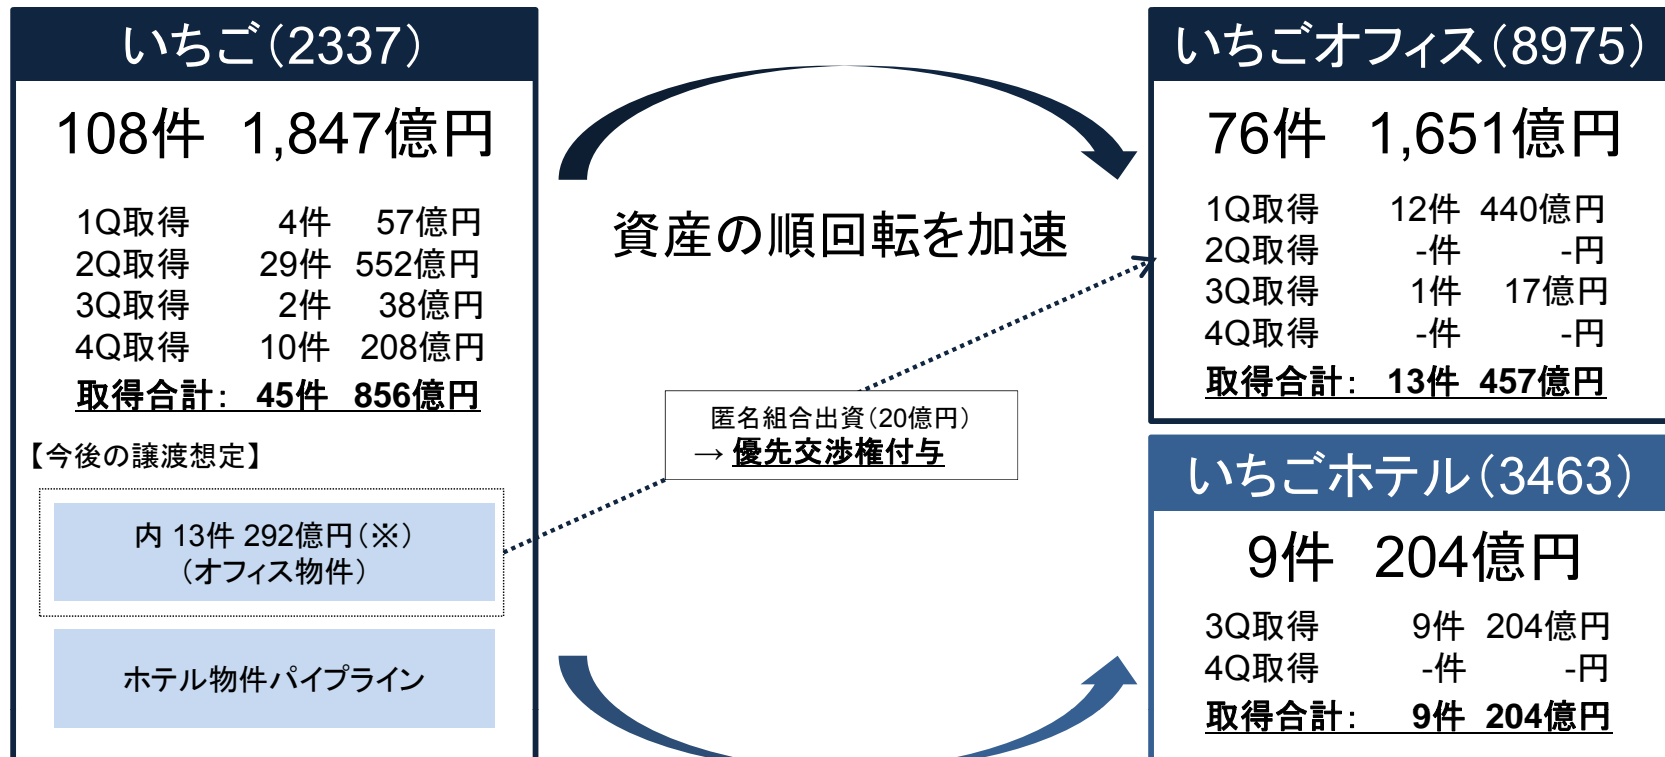 いちご（2337）
108件 1,847億円
1Q取得 4件 57億円
2Q取得 29件 552億円
3Q取得 2件 38億円
4Q取得 10件 208億円
取得合計： 45件 856億円
【今後の譲渡想定】
内 13件 292億円（※）
（オフィス物件）
ホテル物件パイプライン
資産の順回転を加速
匿名組合出資（20億円）
→ 優先交渉権付与
いちごオフィス（8975）
76件 1,651億円
1Q取得 12件 440億円
2Q取得 -件 -円
3Q取得 1件 17億円
4Q取得 -件 -円
取得合計： 13件 457億円
いちごホテル（3463）
9件 204億円
3Q取得 9件 204億円
4Q取得 -件 -円
取得合計： 9件 204億円